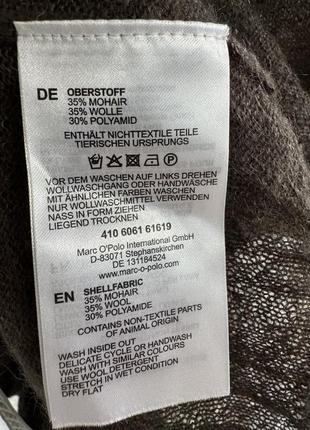 DE OBERSTOFF
35% MOHAIR
35% WOLLE
30% POLYAMID
ENTHÄLT NICHTTEXTILE TEILE
TIERISCHEN URSPRUNGS
VOR DEM WASCHEN AUF LINKS DREHEN
WOLLWASCHGANG ODER HANDWÄSCHE
MIT ÄHNLICHEN FARBEN WASCHEN
NUR WOLLWASCHMITTEL VERWENDEN
NASS IN FORM ZIEHEN
LIEGEND TROCKNEN
410 6061 61619
Marc O'Polo International GmbH
D-83071 Stephanskirchen
DE 131184524
www.marc-o-polo.com
EN SHELLFABRIC
35% MOHAIR
35% WOOL
30% POLYAMIDE
CONTAINS NON-TEXTILE PARTS
OF ANIMAL ORIGIN
WASH INSIDE OUT
DELICATE CYCLE OR HANDWASH
WASH WITH SIMILAR COLOURS
USE WOOL DETERGENT
STRETCH IN WET CONDITION
DRY FLAT